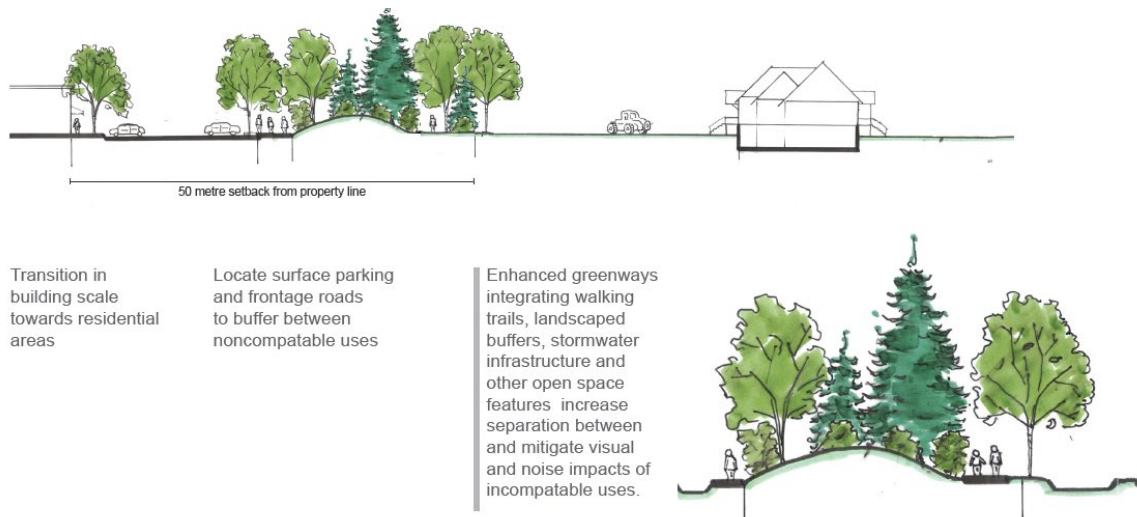 50 metre setback from property line
Transition in
building scale
towards residential
areas
Locate surface parking
and frontage roads
to buffer between
noncompatable uses
Enhanced greenways
integrating walking
trails, landscaped
buffers, stormwater
infrastructure and
other open space
features increase
separation between
and mitigate visual
and noise impacts of
incompatable uses.